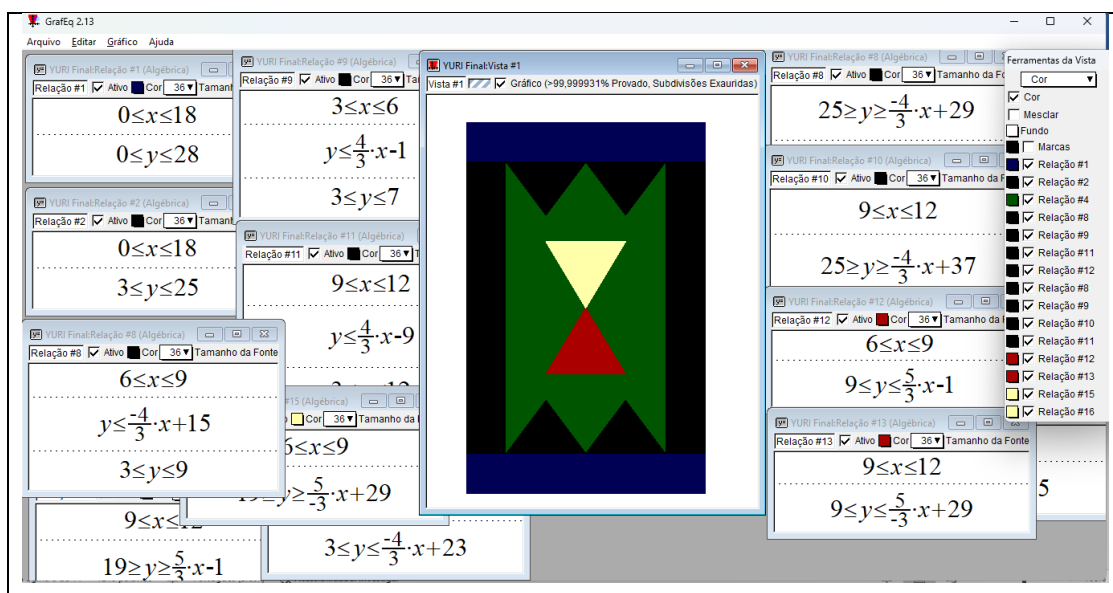 GrafEq 2.13
Arquivo Editar Gráfico Ajuda
YURI Final:Relação #1 (Algébrica)
Relação #1 Ativo Cor 36
0≤x≤18
0≤y≤28
YURI Final:Relação #2 (Algébrica)
Relação #2 Ativo Cor 36
0≤x≤18
3≤y≤25
YURI Final:Relação #8 (Algébrica)
Relação #8 Ativo Cor 36 Tamanho da Fonte
6≤x≤9
y≤-4/3·x+15
3≤y≤9
9≤x≤12
19≥y≥5/3·x-1
YURI Final:Relação #9 (Algébrica)
Relação #9 Ativo Cor 36
3≤x≤6
y≤4/3·x-1
3≤y≤7
YURI Final:Relação #11 (Algébrica)
Relação #11 Ativo Cor 36
9≤x≤12
y≤4/3·x-9
#15 (Algébrica)
Cor 36 Tamanho da
6≤x≤9
y≥5/-3·x+29
3≤y≤-4/3·x+23
YURI Final:Vista #1
Vista #1 Gráfico (>99,999931% Provado, Subdivisões Exauridas)
YURI Final:Relação #8 (Algébrica)
Relação #8 Ativo Cor 36 Tamanho da Fo
25≥y≥-4/3·x+29
YURI Final:Relação #10 (Algébrica)
Relação #10 Ativo Cor 36 Tamanho da F
9≤x≤12
25≥y≥-4/3·x+37
YURI Final:Relação #12 (Algébrica)
Relação #12 Ativo Cor 36 Tamanho da Fon
6≤x≤9
9≤y≤5/3·x-1
YURI Final:Relação #13 (Algébrica)
Relação #13 Ativo Cor 36 Tamanho da Fonte
9≤x≤12
9≤y≤5/-3·x+29
5
Ferramentas da Vista
Cor
Cor
Mesclar
Fundo
Marcas
Relação #1
Relação #2
Relação #4
Relação #8
Relação #9
Relação #11
Relação #12
Relação #8
Relação #9
Relação #10
Relação #11
Relação #12
Relação #13
Relação #15
Relação #16